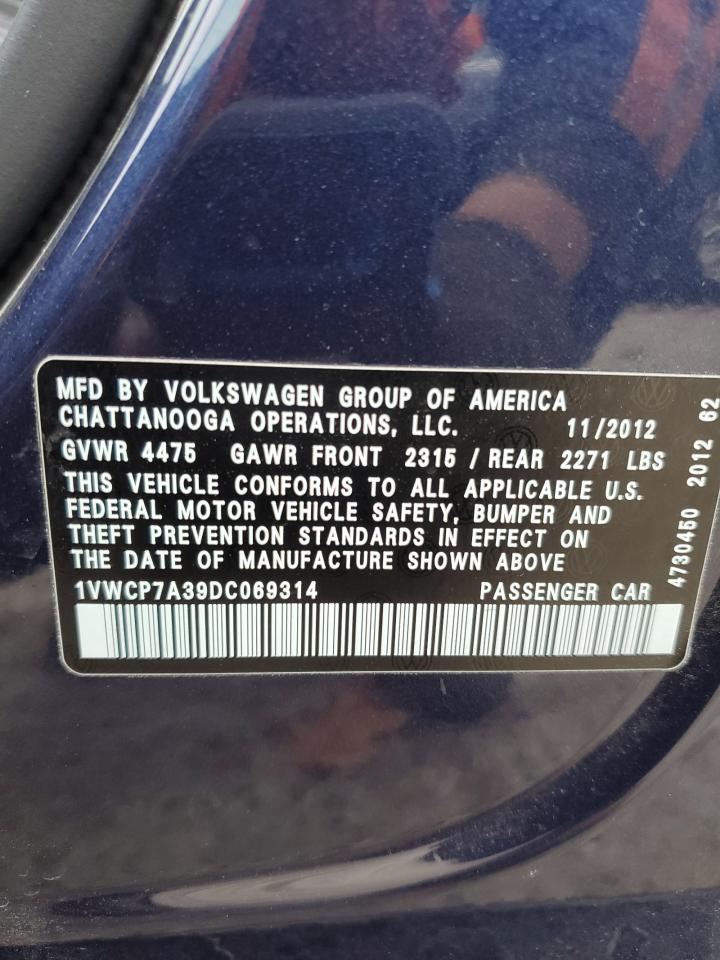 MFD BY VOLKSWAGEN GROUP OF AMERICA
CHATTANOOGA OPERATIONS, LLC. 11/2012
GVWR 4475 GAWR FRONT 2315 / REAR 2271 LBS
THIS VEHICLE CONFORMS TO ALL APPLICABLE U.S.
FEDERAL MOTOR VEHICLE SAFETY, BUMPER AND
THEFT PREVENTION STANDARDS IN EFFECT ON
THE DATE OF MANUFACTURE SHOWN ABOVE
1VWCP7A39DC069314 PASSENGER CAR
4730450 2012 62